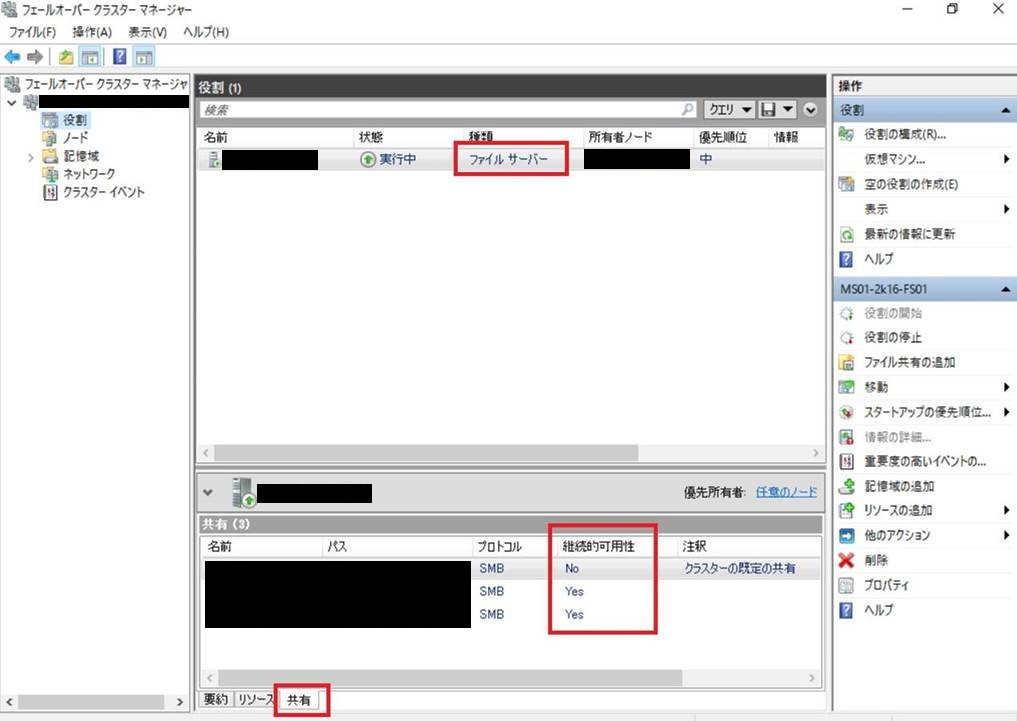 フェールオーバー クラスター マネージャー
ファイル(F) 操作(A) 表示(V) ヘルプ(H)
フェールオーバー クラスター マネージャ
役割
ノード
記憶域
ネットワーク
クラスター イベント
役割 (1)
検索
クエリ
名前 状態 種類 所有者ノード 優先順位 情報
実行中 ファイル サーバー 中
優先所有者: 任意のノード
共有 (3)
名前 パス プロトコル 継続的可用性 注釈
SMB No クラスターの既定の共有
SMB Yes
SMB Yes
要約 リソース 共有
操作
役割
役割の構成(R)...
仮想マシン...
空の役割の作成(E)
表示
最新の情報に更新
ヘルプ
MS01-2k16-FS01
役割の開始
役割の停止
ファイル共有の追加
移動
スタートアップの優先順位...
情報の詳細...
重要度の高いイベントの...
記憶域の追加
リソースの追加
他のアクション
削除
プロパティ
ヘルプ